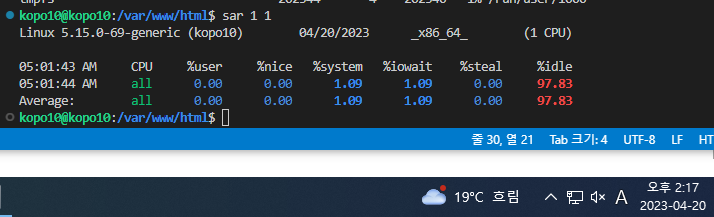 kopo10@kopo10:/var/www/html$ sar 1 1
Linux 5.15.0-69-generic (kopo10)	04/20/2023	_x86_64_	(1 CPU)
05:01:43 AM	CPU	%user	%nice	%system	%iowait	%steal	%idle
05:01:44 AM	all	0.00	0.00	1.09	1.09	0.00	97.83
Average:	all	0.00	0.00	1.09	1.09	0.00	97.83
kopo10@kopo10:/var/www/html$
줄 30, 열 21	Tab 크기: 4	UTF-8	LF	HT
19°C 흐림	A	오후 2:17
2023-04-20